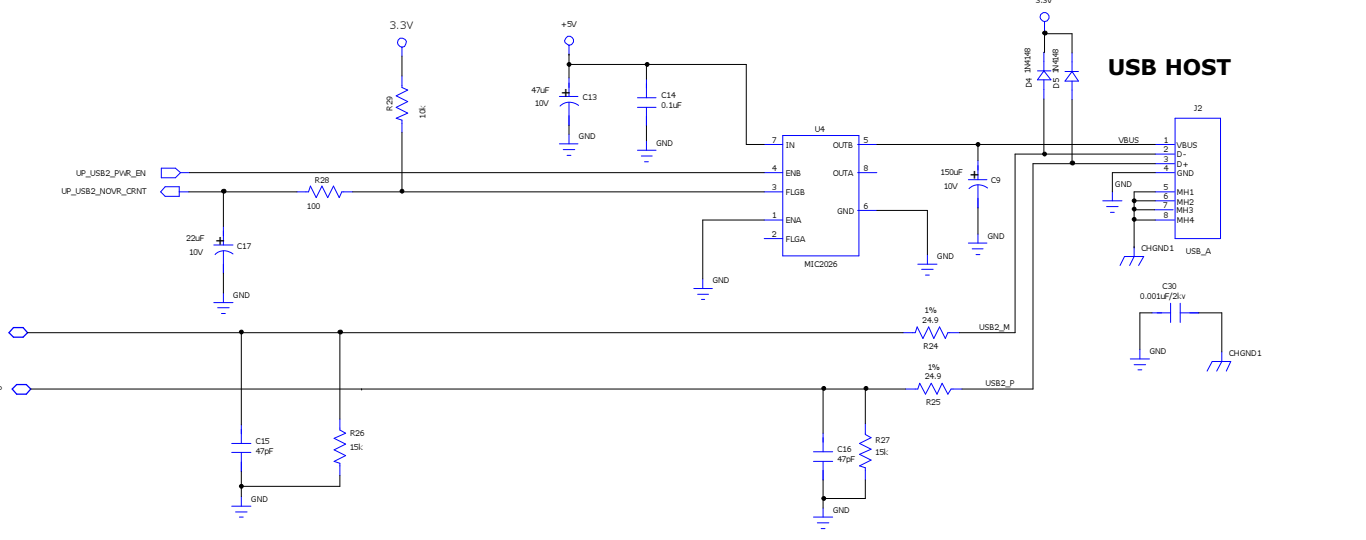 3.3V
3.3V
+5V
USB HOST
D4 1N4148
D5 1N4148
R29
10k
47uF
10V
C13
C14
0.1uF
GND
GND
J2
U4
7 IN
OUTB 5
4 ENB
OUTA 8
3 FLGB
GND 6
1 ENA
2 FLGA
MIC2026
VBUS
1 VBUS
2 D-
3 D+
4 GND
5 MH1
6 MH2
7 MH3
8 MH4
USB_A
GND
CHGND1
UP_USB2_PWR_EN
UP_USB2_NOVR_CRNT
R28
100
150uF
10V
C9
GND
GND
GND
22uF
10V
C17
GND
C30
0.001uF/2kv
GND
CHGND1
1%
24.9
R24
USB2_M
1%
24.9
R25
USB2_P
C15
47pF
R26
15k
GND
C16
47pF
R27
15k
GND